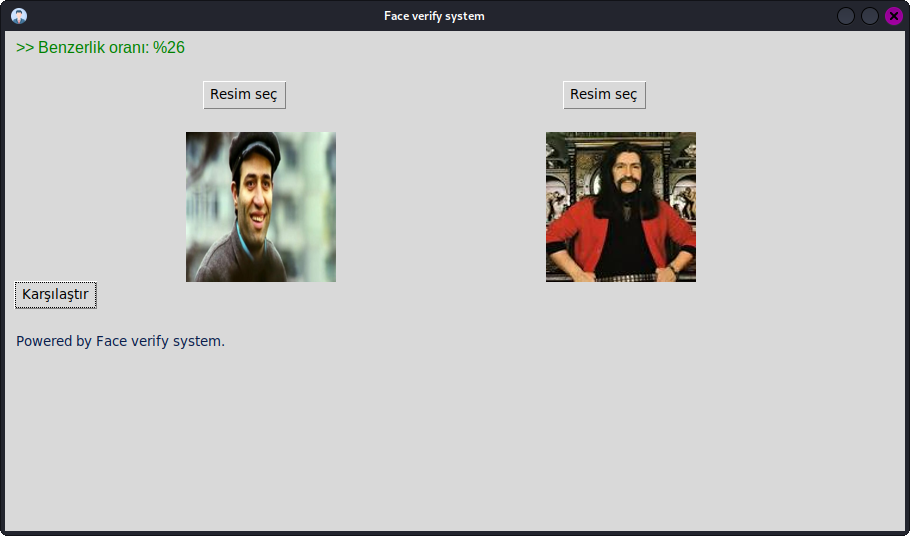 Face verify system
>> Benzerlik oranı: %26
Resim seç
Resim seç
Karşılaştır
Powered by Face verify system.